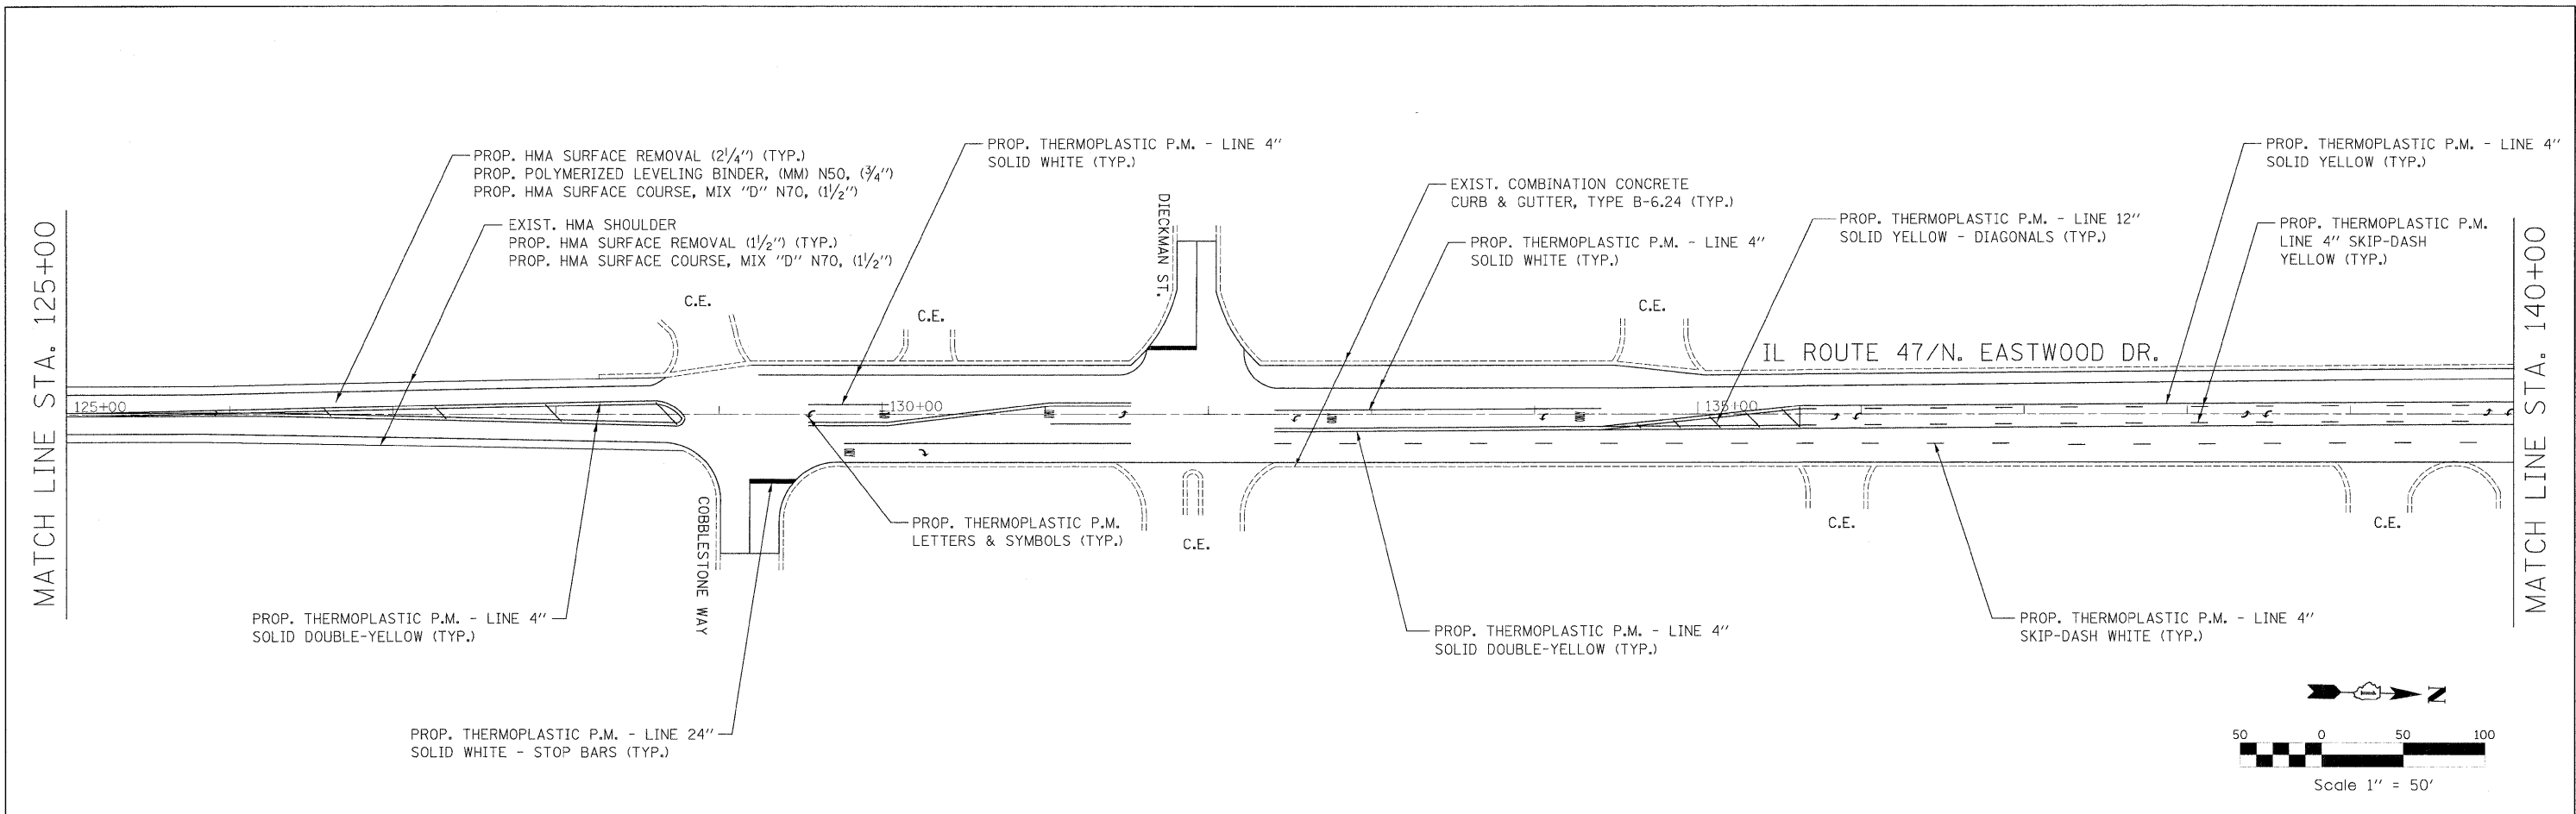 PROP. HMA SURFACE REMOVAL (2 1/4") (TYP.)
PROP. POLYMERIZED LEVELING BINDER, (MM) N50, (3/4")
PROP. HMA SURFACE COURSE, MIX "D" N70, (1 1/2")
EXIST. HMA SHOULDER
PROP. HMA SURFACE REMOVAL (1 1/2") (TYP.)
PROP. HMA SURFACE COURSE, MIX "D" N70, (1 1/2")
PROP. THERMOPLASTIC P.M. - LINE 4"
SOLID WHITE (TYP.)
DIECKMAN ST.
EXIST. COMBINATION CONCRETE
CURB & GUTTER, TYPE B-6.24 (TYP.)
PROP. THERMOPLASTIC P.M. - LINE 4"
SOLID WHITE (TYP.)
PROP. THERMOPLASTIC P.M. - LINE 12"
SOLID YELLOW - DIAGONALS (TYP.)
PROP. THERMOPLASTIC P.M. - LINE 4"
SOLID YELLOW (TYP.)
PROP. THERMOPLASTIC P.M.
LINE 4" SKIP-DASH
YELLOW (TYP.)
MATCH LINE STA. 125+00
MATCH LINE STA. 140+00
C.E.
C.E.
C.E.
IL ROUTE 47/N. EASTWOOD DR.
125+00
130+00
135+00
COBBLESTONE WAY
PROP. THERMOPLASTIC P.M.
LETTERS & SYMBOLS (TYP.)
C.E.
C.E.
C.E.
PROP. THERMOPLASTIC P.M. - LINE 4"
SOLID DOUBLE-YELLOW (TYP.)
PROP. THERMOPLASTIC P.M. - LINE 4"
SOLID DOUBLE-YELLOW (TYP.)
PROP. THERMOPLASTIC P.M. - LINE 4"
SKIP-DASH WHITE (TYP.)
PROP. THERMOPLASTIC P.M. - LINE 24"
SOLID WHITE - STOP BARS (TYP.)
N
50 0 50 100
Scale 1" = 50'